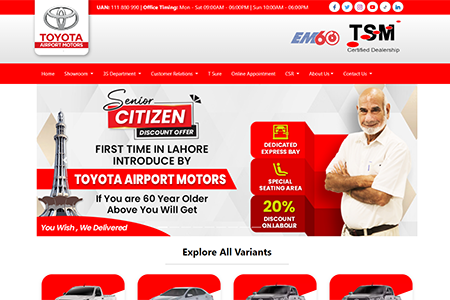 UAN: 111 880 990 | Office Timing: Mon - Sat 09:00AM - 06:00PM | Sun 10:00AM - 06:00PM
TOYOTA
AIRPORT MOTORS
EM60
TSM
Certified Dealership
Home Showroom 3S Department Customer Relations T Sure Online Appointment CSR About Us Contact Us
Senior
CITIZEN
DISCOUNT OFFER
FIRST TIME IN LAHORE
INTRODUCE BY
TOYOTA AIRPORT MOTORS
If You are 60 Year Older
Above You Will Get
You Wish , We Delivered
DEDICATED
EXPRESS BAY
SPECIAL
SEATING AREA
20%
DISCOUNT
ON LABOUR
Explore All Variants